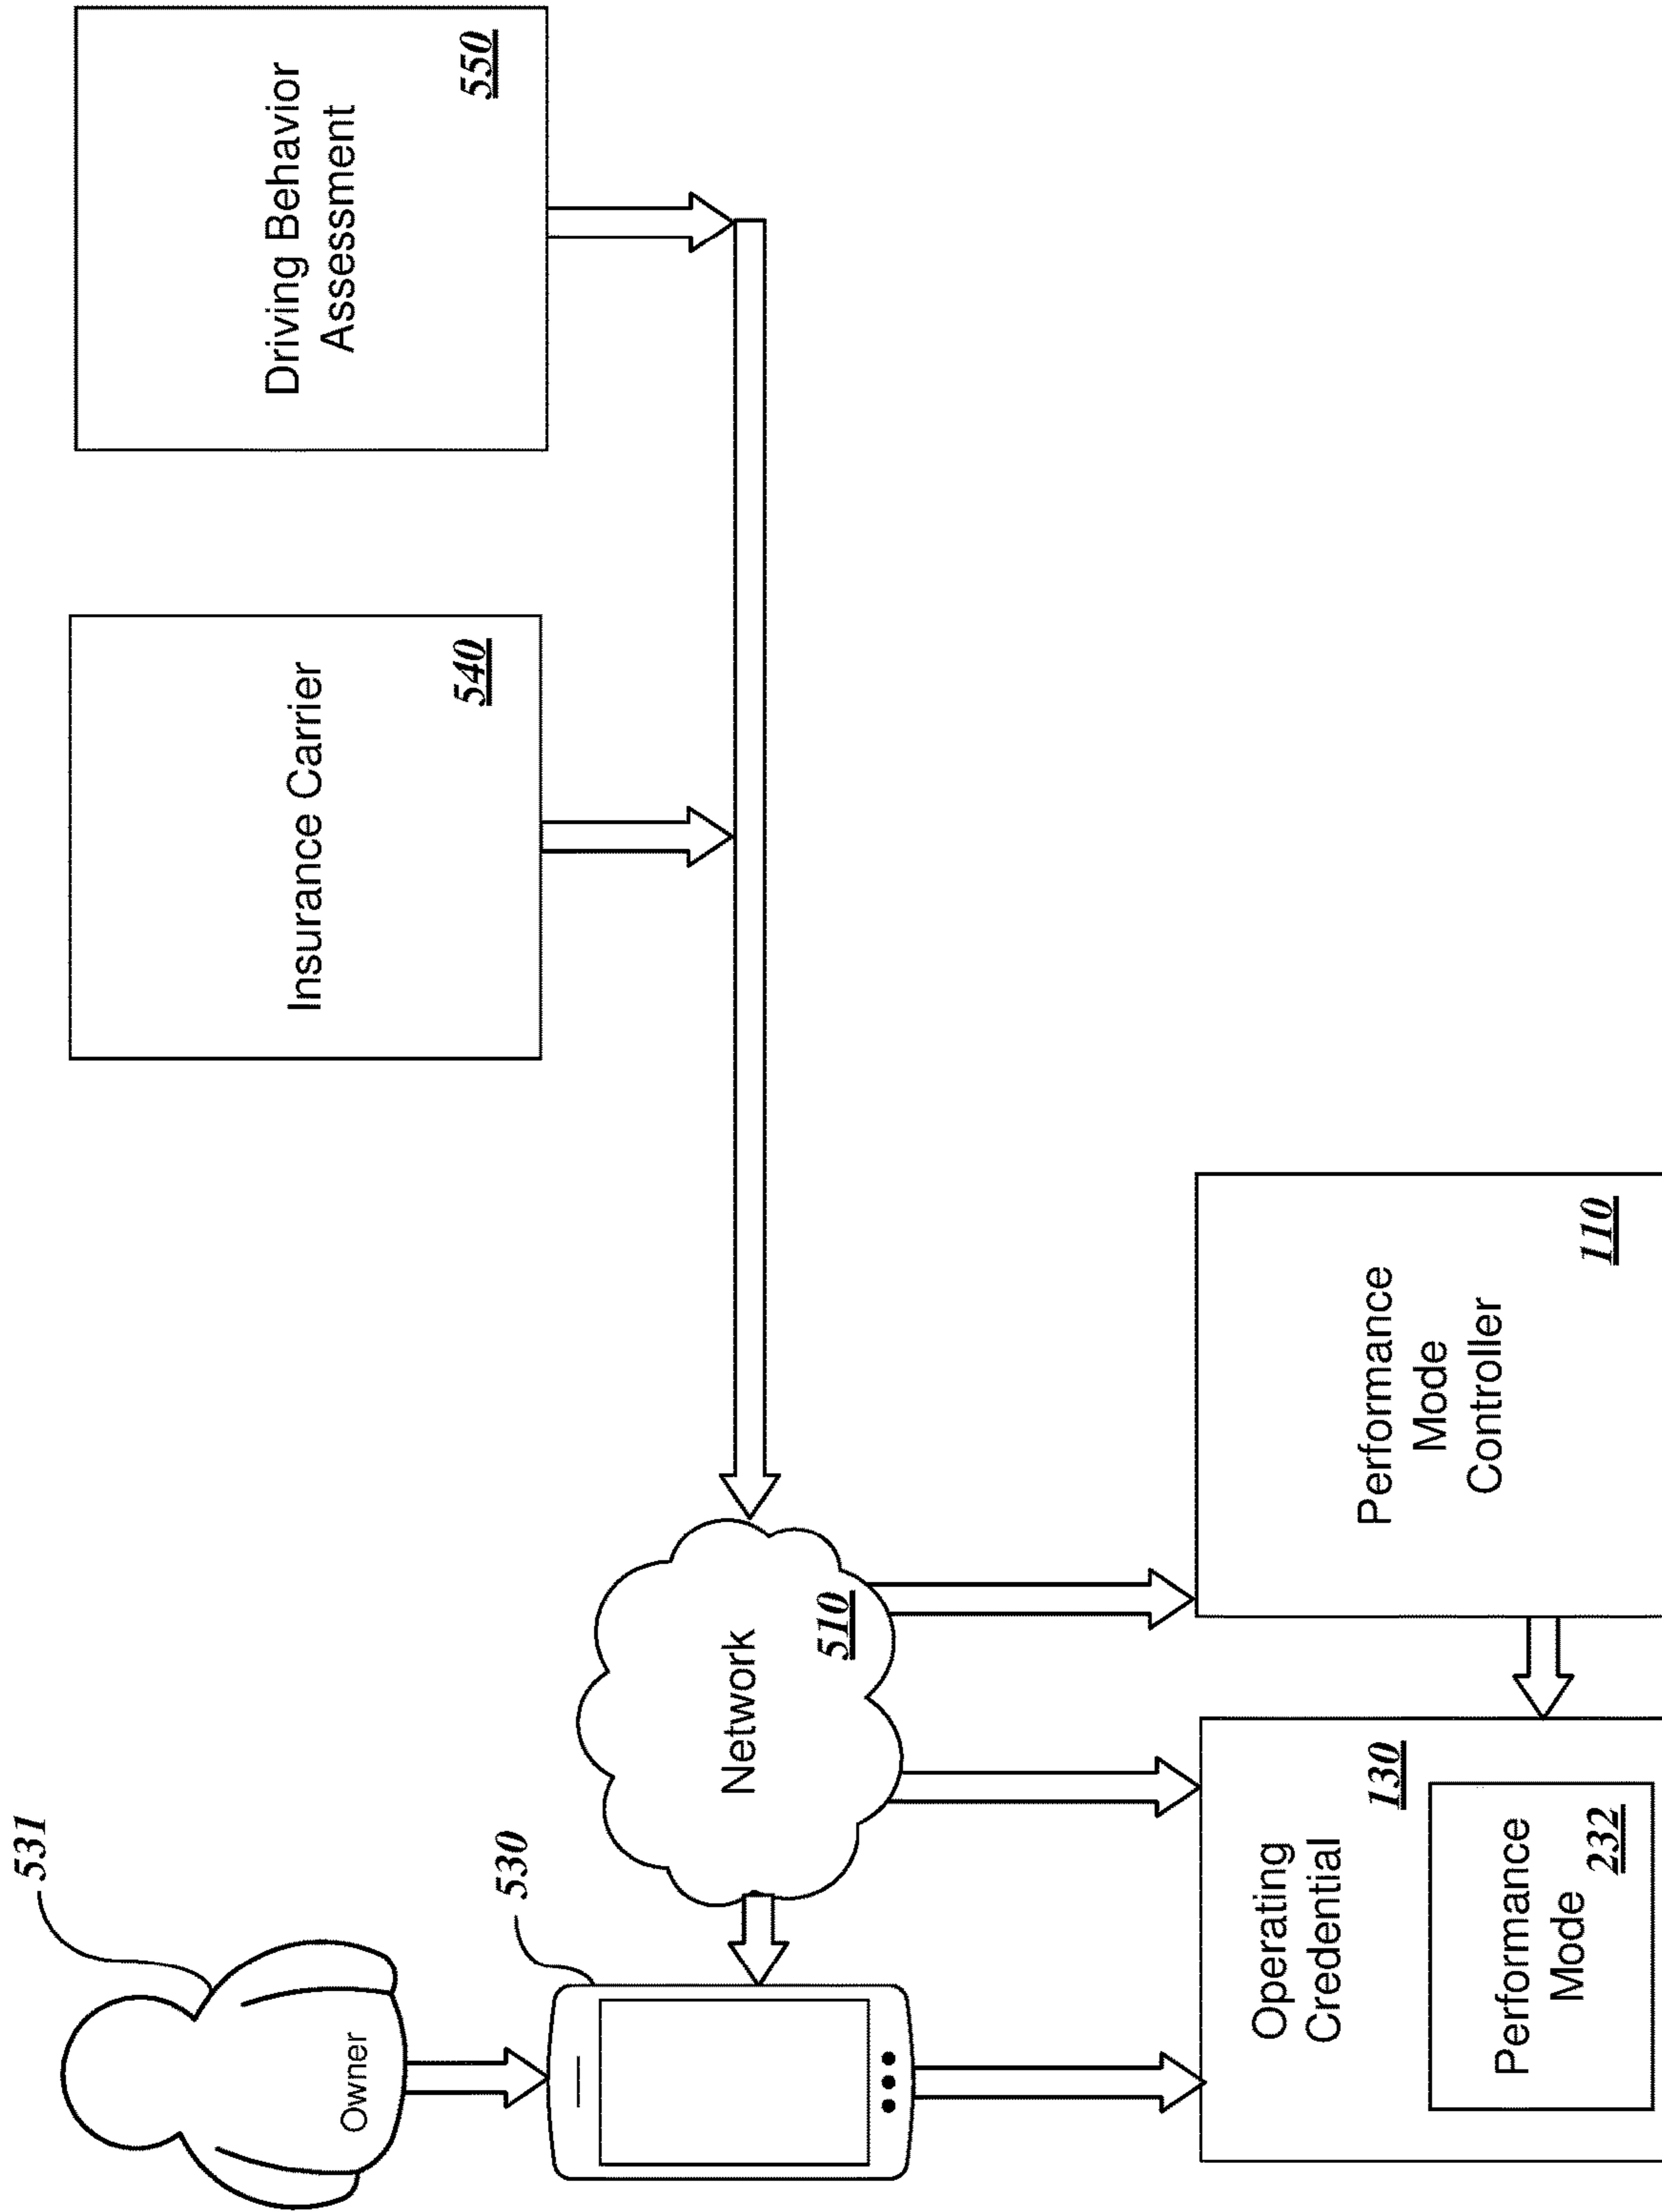 531
Owner
530
Network
510
Insurance Carrier
540
Driving Behavior
Assessment
550
Operating
Credential
130
Performance
Mode
232
Performance
Mode
Controller
110